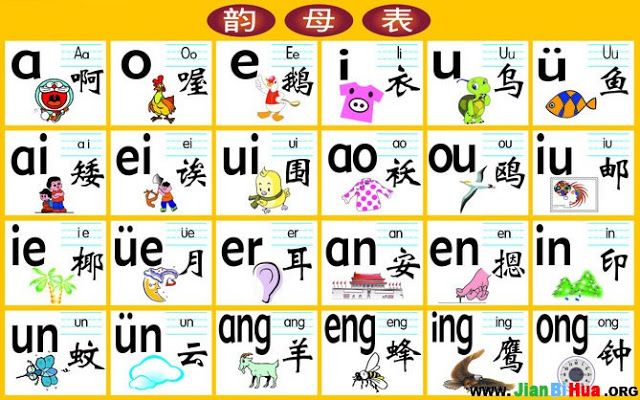 韵母表
a Aa 啊 o Oo 喔 e Ee 鹅 i Ii 衣 u Uu 乌 ü Uu 鱼
ai ai 矮 ei ei 诶 ui ui 围 ao ao 袄 ou ou 鸥 iu iu 邮
ie ie 椰 üe üe 月 er er 耳 an an 安 en en 摁 in in 印
un un 蚊 ün ün 云 ang ang 羊 eng eng 蜂 ing ing 鹰 ong ong 钟
www.JianBiHua.ORG